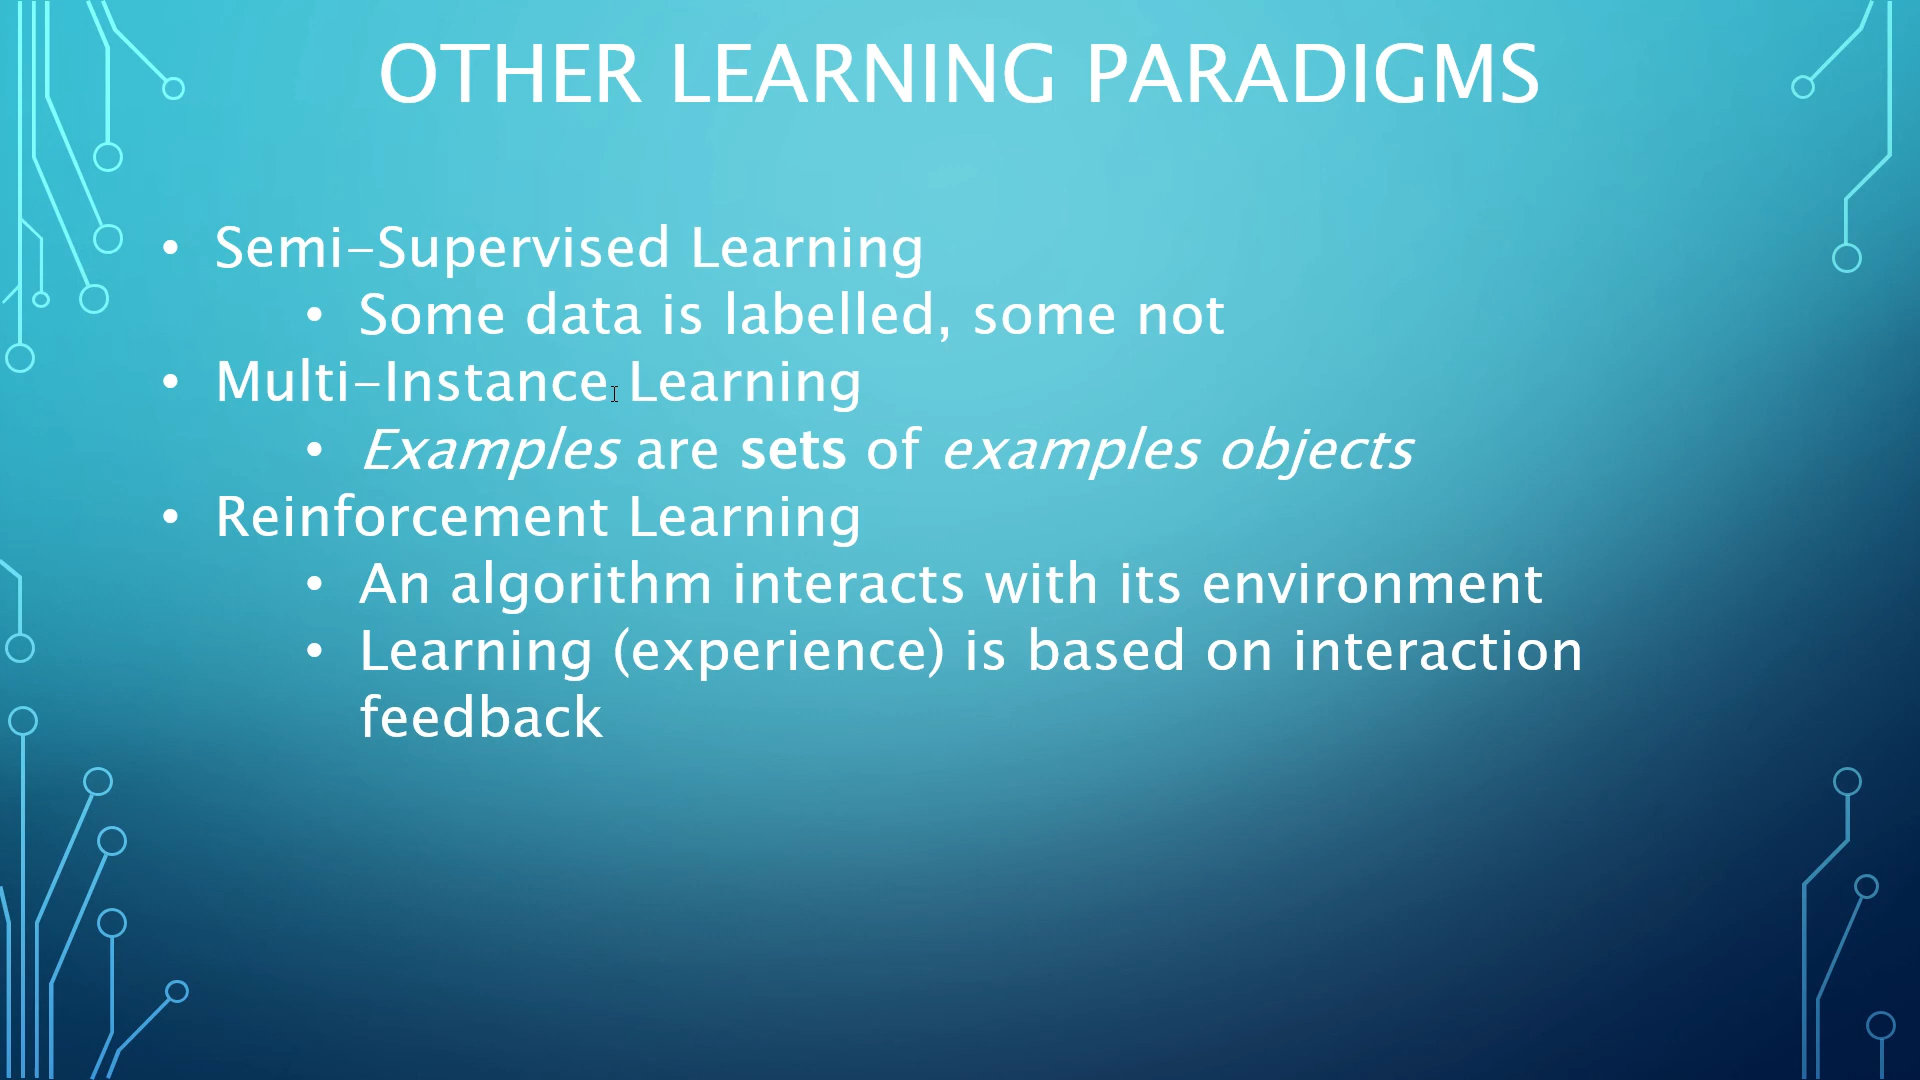 OTHER LEARNING PARADIGMS
• Semi-Supervised Learning
• Some data is labelled, some not
• Multi-Instance Learning
• Examples are sets of examples objects
• Reinforcement Learning
• An algorithm interacts with its environment
• Learning (experience) is based on interaction
feedback